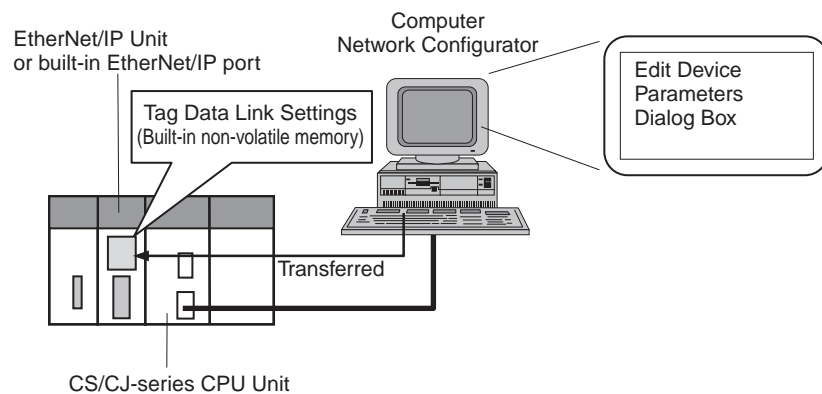 Computer
Network Configurator
EtherNet/IP Unit
or built-in EtherNet/IP port
Edit Device
Parameters
Dialog Box
Tag Data Link Settings
(Built-in non-volatile memory)
Transferred
CS/CJ-series CPU Unit